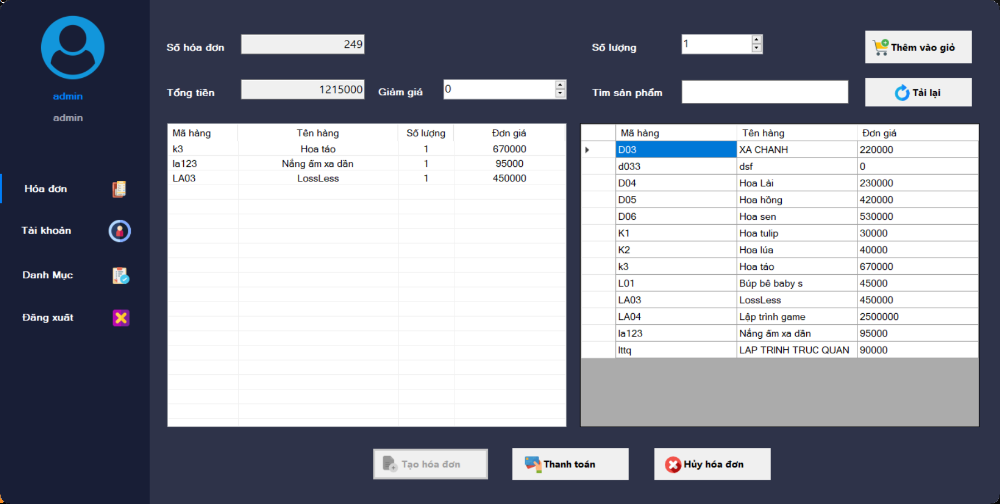 admin
admin
Hóa đơn
Tài khoản
Danh Mục
Đăng xuất
Số hóa đơn 249
Tổng tiền 1215000 Giảm giá 0
Số lượng 1 Thêm vào giỏ
Tìm sản phẩm Tải lại
Mã hàng Tên hàng Số lượng Đơn giá
k3 Hoa táo 1 670000
la123 Nắng ấm xa dần 1 95000
LA03 LossLess 1 450000
Mã hàng Tên hàng Đơn giá
D03 XA CHANH 220000
d033 dsf 0
D04 Hoa Lài 230000
D05 Hoa hồng 420000
D06 Hoa sen 530000
K1 Hoa tulip 30000
K2 Hoa lúa 40000
k3 Hoa táo 670000
L01 Búp bê baby s 45000
LA03 LossLess 450000
LA04 Lập trình game 2500000
la123 Nắng ấm xa dần 95000
lttq LAP TRINH TRUC QUAN 90000
Tạo hóa đơn Thanh toán Hủy hóa đơn